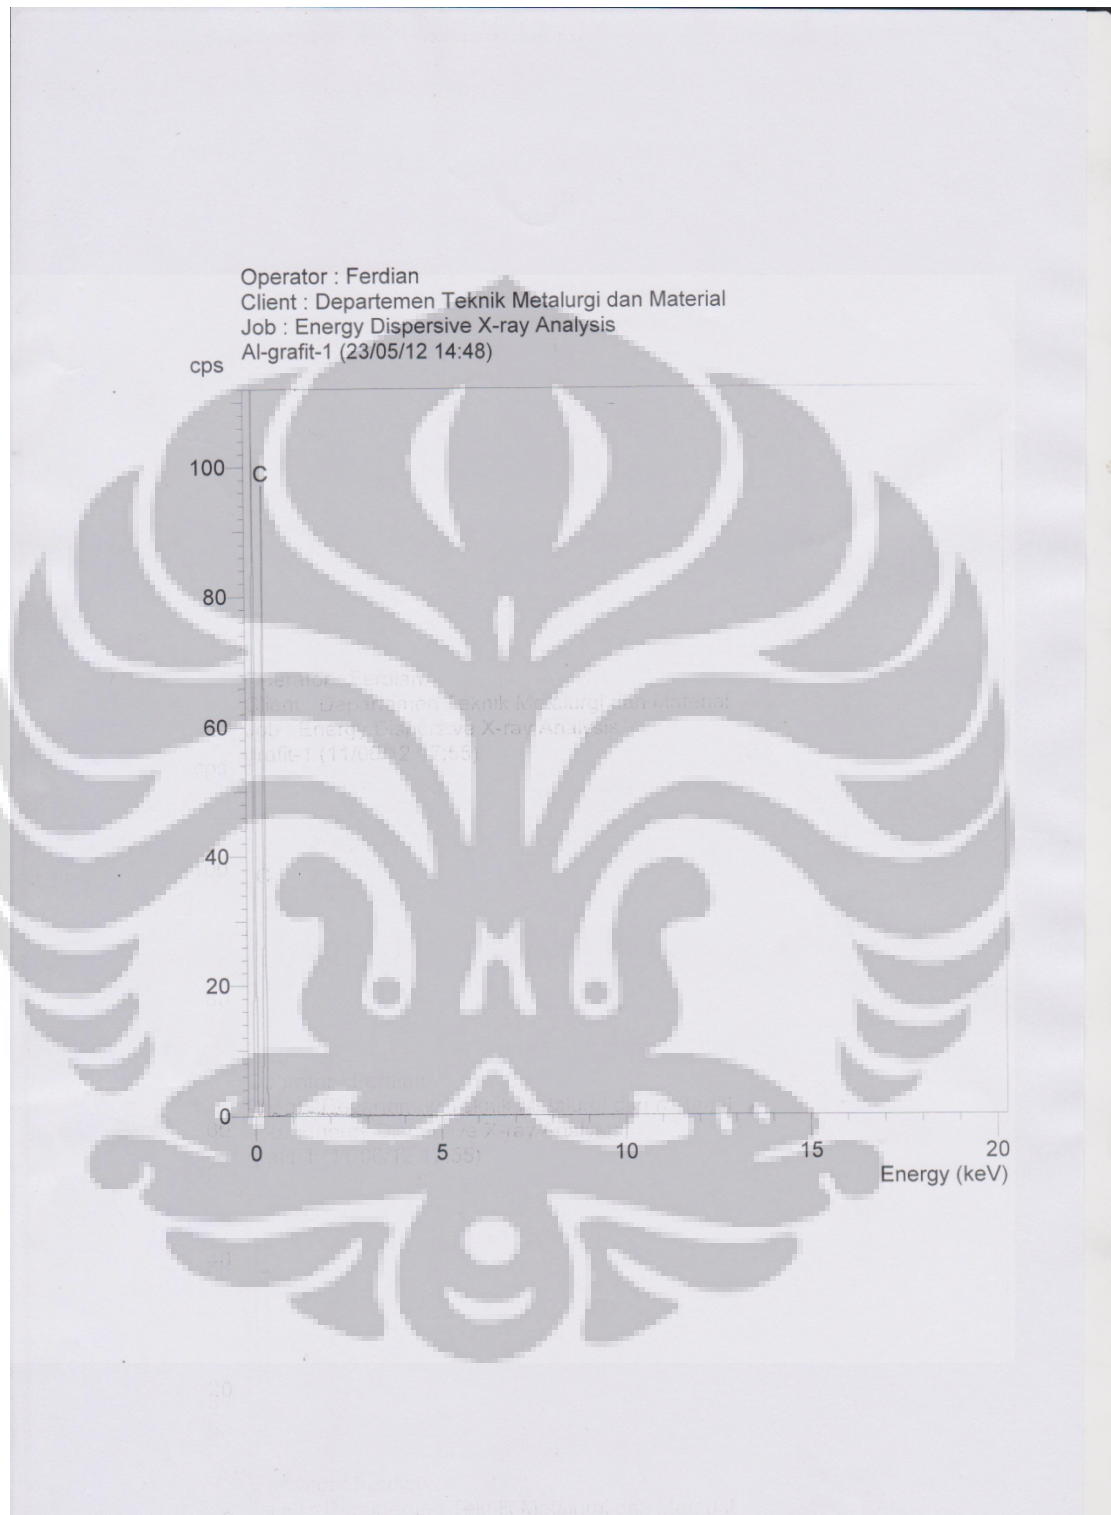 Operator : Ferdian
Client : Departemen Teknik Metalurgi dan Material
Job : Energy Dispersive X-ray Analysis
Al-grafit-1 (23/05/12 14:48)
cps
100
C
80
60
40
20
0
0 5 10 15 20
Energy (keV)